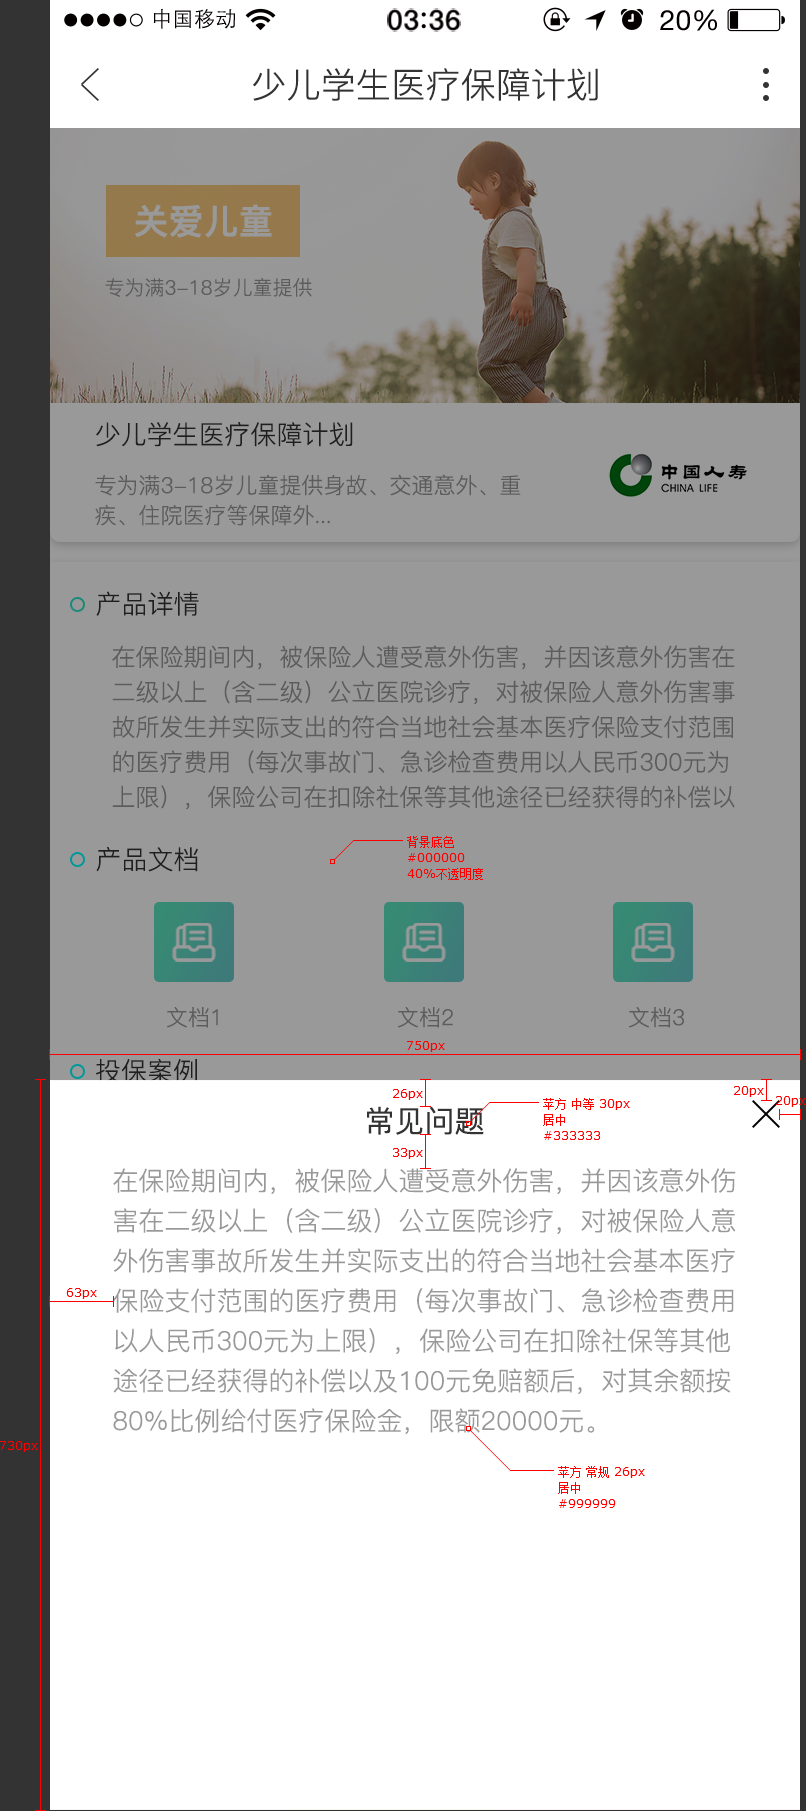 中国移动
03:36
20%
少儿学生医疗保障计划
关爱儿童
专为满3-18岁儿童提供
少儿学生医疗保障计划
专为满3-18岁儿童提供身故、交通意外、重
疾、住院医疗等保障外...
中国人寿
CHINA LIFE
产品详情
在保险期间内，被保险人遭受意外伤害，并因该意外伤害在
二级以上（含二级）公立医院诊疗，对被保险人意外伤害事
故所发生并实际支出的符合当地社会基本医疗保险支付范围
的医疗费用（每次事故门、急诊检查费用以人民币300元为
上限），保险公司在扣除社保等其他途径已经获得的补偿以
背景底色
#000000
40%不透明度
产品文档
文档1
文档2
文档3
750px
投保案例
26px
20px
20px
常见问题
苹方 中等 30px
居中
#333333
33px
在保险期间内，被保险人遭受意外伤害，并因该意外伤
害在二级以上（含二级）公立医院诊疗，对被保险人意
外伤害事故所发生并实际支出的符合当地社会基本医疗
63px
保险支付范围的医疗费用（每次事故门、急诊检查费用
以人民币300元为上限），保险公司在扣除社保等其他
途径已经获得的补偿以及100元免赔额后，对其余额按
80%比例给付医疗保险金，限额20000元。
730px
苹方 常规 26px
居中
#999999